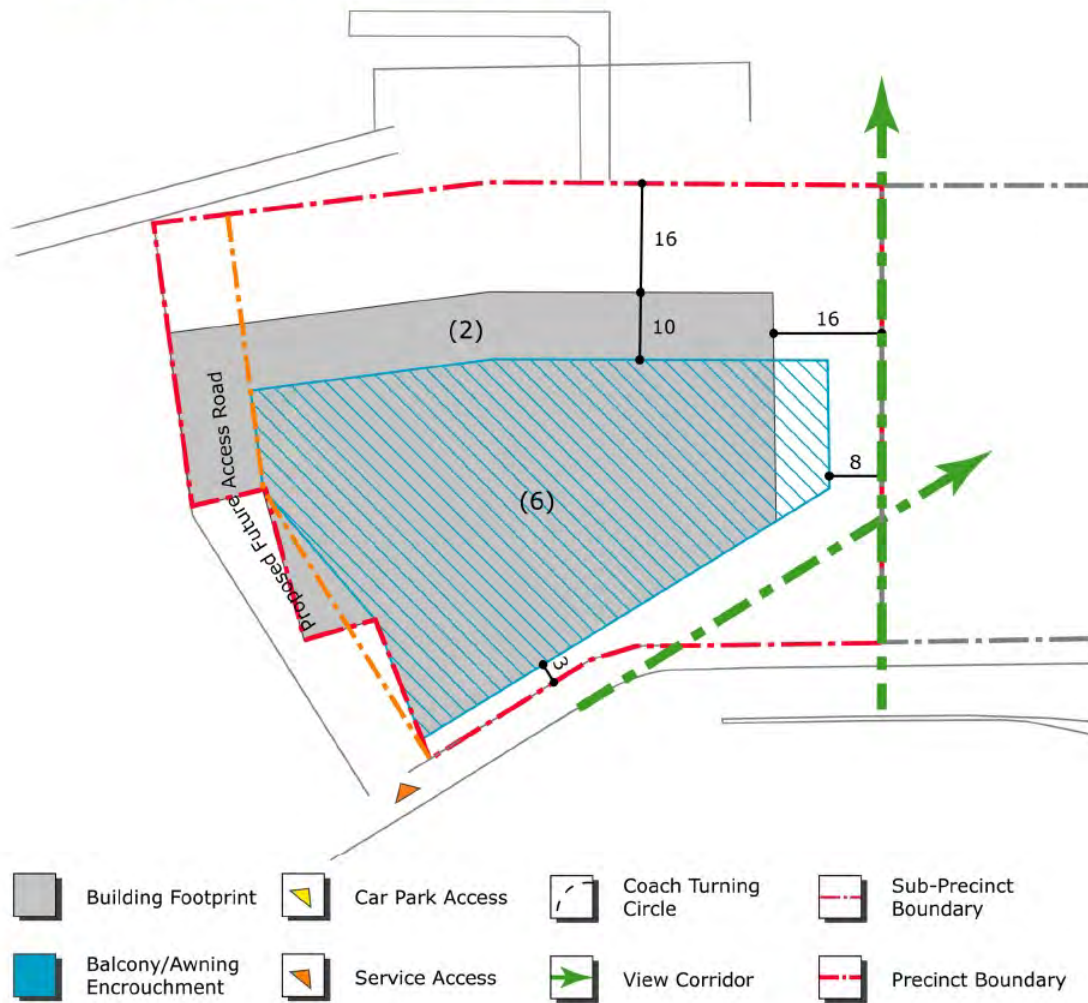 16
(2)
10
16
Proposed Future Access Road
8
(6)
3
Building Footprint
Car Park Access
Coach Turning
Circle
Sub-Precinct
Boundary
Balcony/Awning
Encrouchment
Service Access
View Corridor
Precinct Boundary